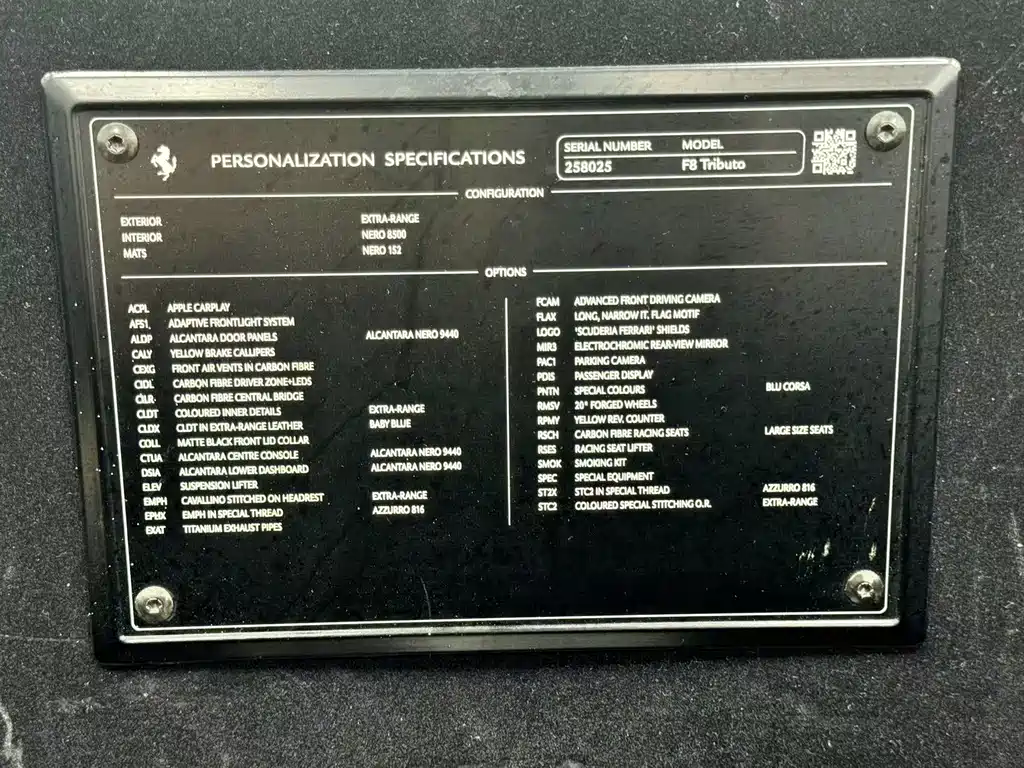 PERSONALIZATION SPECIFICATIONS
SERIAL NUMBER MODEL
258025 F8 Tributo
CONFIGURATION
EXTERIOR EXTRA-RANGE
INTERIOR NERO 8500
MATS NERO 152
OPTIONS
ACPL APPLE CARPLAY
AFS1 ADAPTIVE FRONTLIGHT SYSTEM
ALDP ALCANTARA DOOR PANELS ALCANTARA NERO 9440
CALY YELLOW BRAKE CALLIPERS
CEXG FRONT AIR VENTS IN CARBON FIBRE
CIDL CARBON FIBRE DRIVER ZONE+LEDS
CILR CARBON FIBRE CENTRAL BRIDGE
CLDT COLOURED INNER DETAILS EXTRA-RANGE
CLDX CLDT IN EXTRA-RANGE LEATHER BABY BLUE
COLL MATTE BLACK FRONT LID COLLAR
CTUA ALCANTARA CENTRE CONSOLE ALCANTARA NERO 9440
DSIA ALCANTARA LOWER DASHBOARD ALCANTARA NERO 9440
ELEV SUSPENSION LIFTER
EMPH CAVALLINO STITCHED ON HEADREST EXTRA-RANGE
EPHX EMPH IN SPECIAL THREAD AZZURRO 816
EXAT TITANIUM EXHAUST PIPES
FCAM ADVANCED FRONT DRIVING CAMERA
FLAX LONG, NARROW IT. FLAG MOTIF
LOGO 'SCUDERIA FERRARI' SHIELDS
MIR3 ELECTROCHROMIC REAR-VIEW MIRROR
PAC1 PARKING CAMERA
PDIS PASSENGER DISPLAY
PNTN SPECIAL COLOURS BLU CORSA
RMSV 20" FORGED WHEELS
RPMY YELLOW REV. COUNTER
RSCH CARBON FIBRE RACING SEATS LARGE SIZE SEATS
RSES RACING SEAT LIFTER
SMOK SMOKING KIT
SPEC SPECIAL EQUIPMENT
ST2X STC2 IN SPECIAL THREAD AZZURRO 816
STC2 COLOURED SPECIAL STITCHING O.R. EXTRA-RANGE